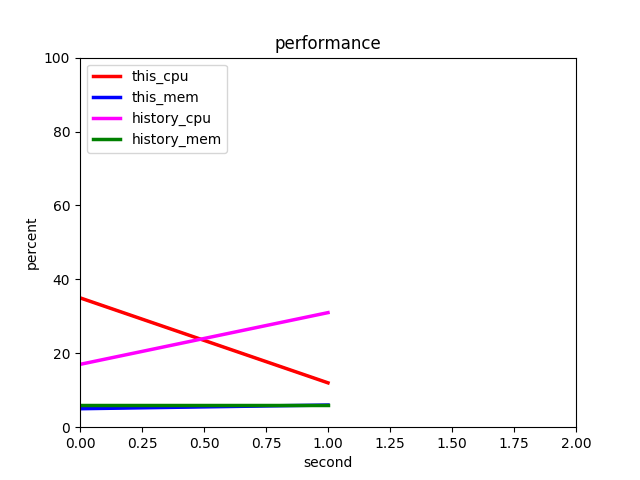 performance
100
80
60
40
20
0
percent
this_cpu
this_mem
history_cpu
history_mem
0.00 0.25 0.50 0.75 1.00 1.25 1.50 1.75 2.00
second